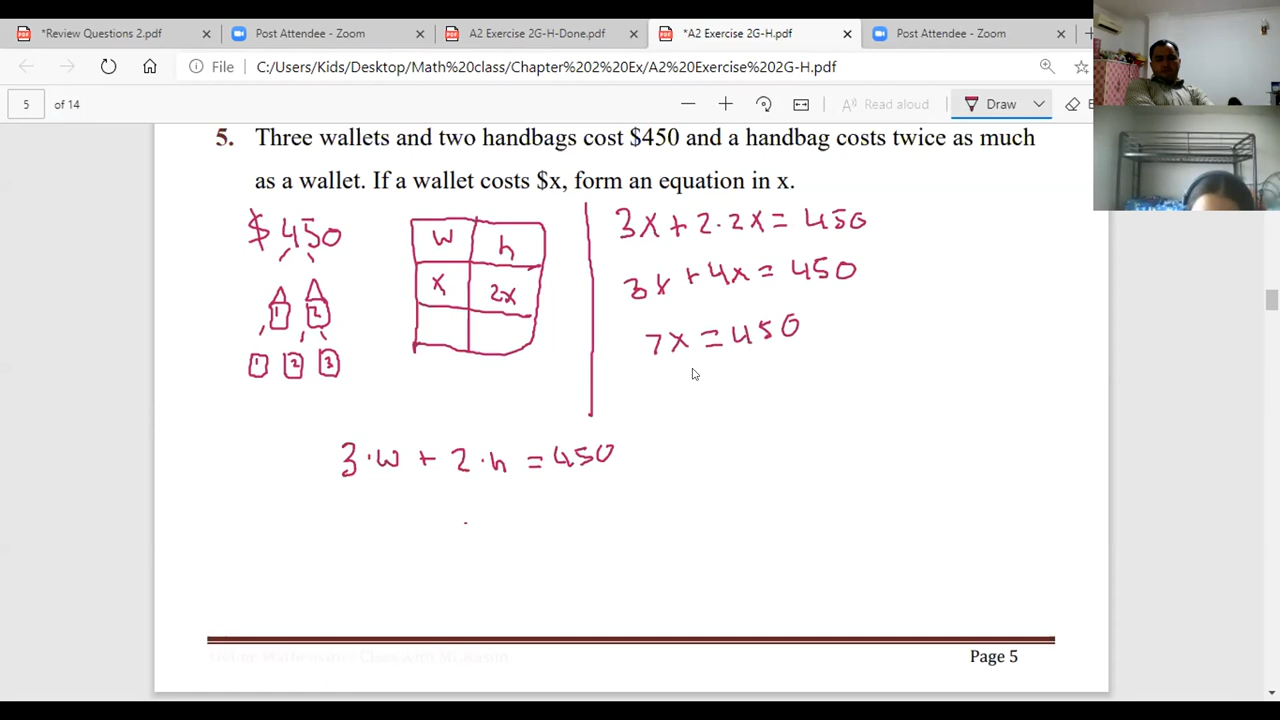 *Review Questions 2.pdf
Post Attendee - Zoom
A2 Exercise 2G-H-Done.pdf
*A2 Exercise 2G-H.pdf
Post Attendee - Zoom
File
C:/Users/Kids/Desktop/Math%20class/Chapter%202%20Ex/A2%20Exercise%202G-H.pdf
5 of 14
Read aloud
Draw
5. Three wallets and two handbags cost $450 and a handbag costs twice as much
as a wallet. If a wallet costs $x, form an equation in x.
$450
1 2
1 2 3
w h
x 2x
3x + 2·2x = 450
3x + 4x = 450
7x = 450
3·w + 2·h = 450
Page 5